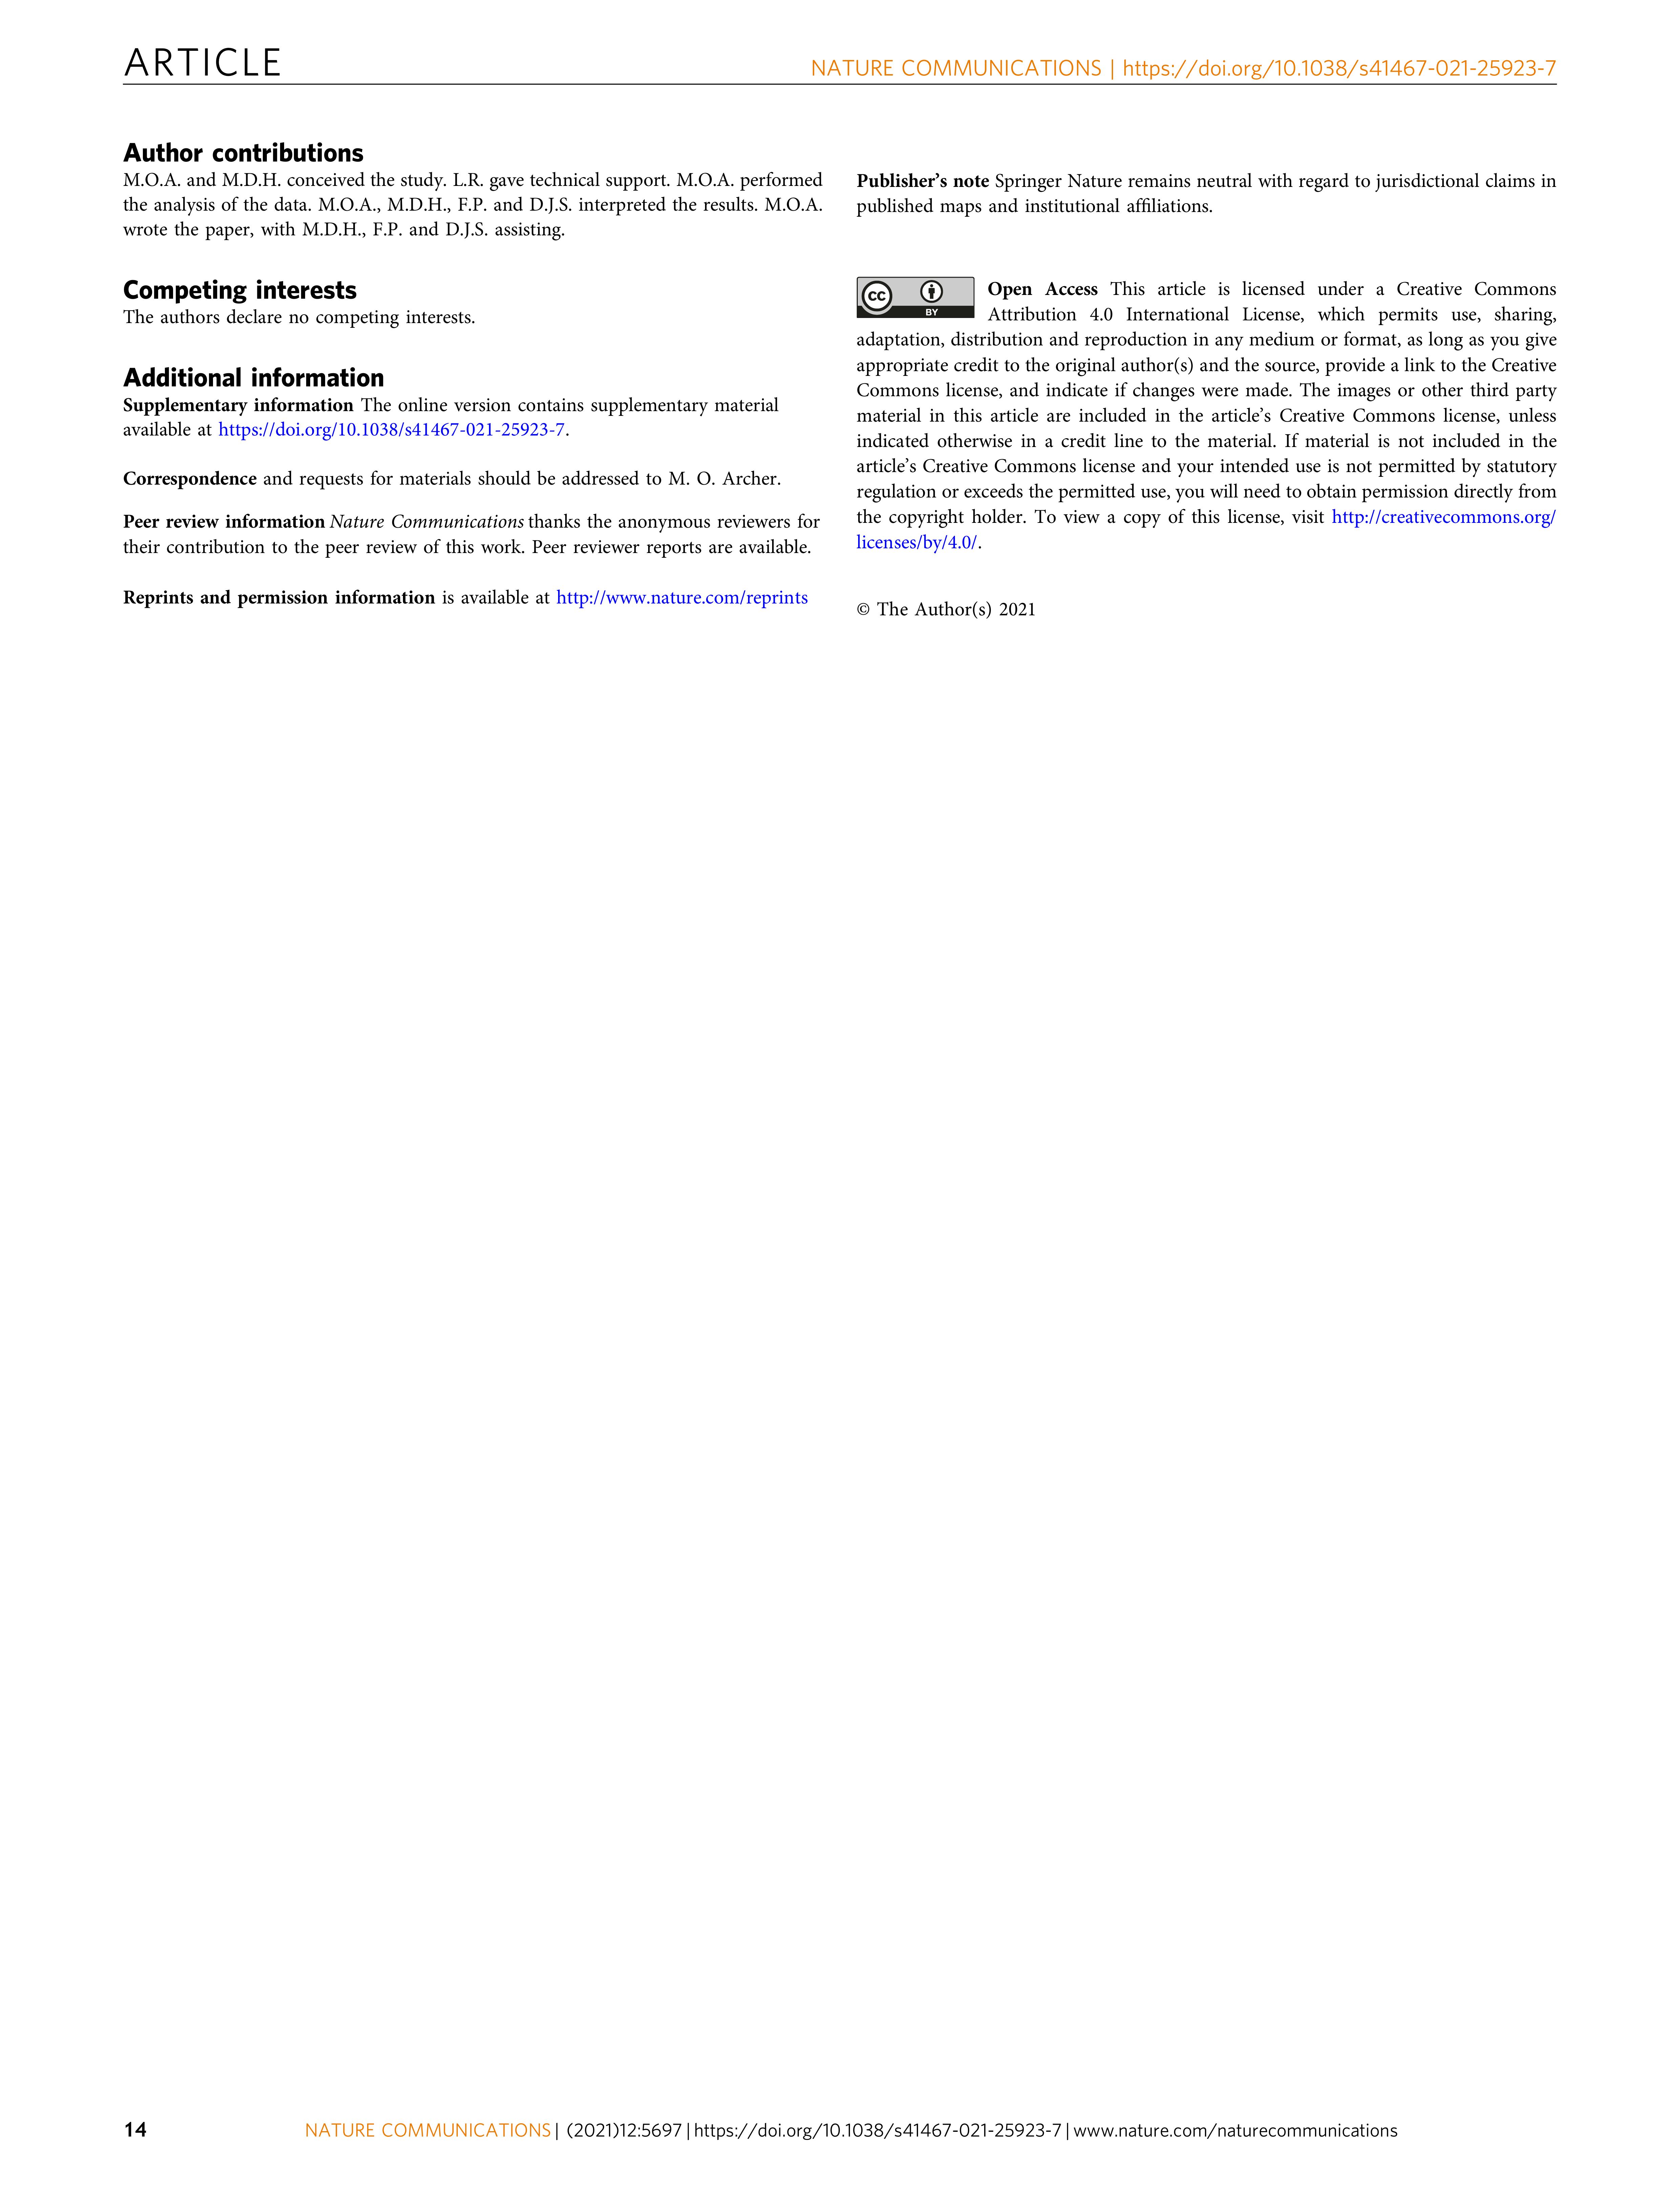 ARTICLE
NATURE COMMUNICATIONS | https://doi.org/10.1038/s41467-021-25923-7
Author contributions
M.O.A. and M.D.H. conceived the study. L.R. gave technical support. M.O.A. performed
the analysis of the data. M.O.A., M.D.H., F.P. and D.J.S. interpreted the results. M.O.A.
wrote the paper, with M.D.H., F.P. and D.J.S. assisting.
Competing interests
The authors declare no competing interests.
Additional information
Supplementary information The online version contains supplementary material
available at https://doi.org/10.1038/s41467-021-25923-7.
Correspondence and requests for materials should be addressed to M. O. Archer.
Peer review information Nature Communications thanks the anonymous reviewers for
their contribution to the peer review of this work. Peer reviewer reports are available.
Reprints and permission information is available at http://www.nature.com/reprints
Publisher's note Springer Nature remains neutral with regard to jurisdictional claims in
published maps and institutional affiliations.
cc
BY
Open Access This article is licensed under a Creative Commons
Attribution 4.0 International License, which permits use, sharing,
adaptation, distribution and reproduction in any medium or format, as long as you give
appropriate credit to the original author(s) and the source, provide a link to the Creative
Commons license, and indicate if changes were made. The images or other third party
material in this article are included in the article's Creative Commons license, unless
indicated otherwise in a credit line to the material. If material is not included in the
article's Creative Commons license and your intended use is not permitted by statutory
regulation or exceeds the permitted use, you will need to obtain permission directly from
the copyright holder. To view a copy of this license, visit http://creativecommons.org/
licenses/by/4.0/.
© The Author(s) 2021
14
NATURE COMMUNICATIONS | (2021)12:5697 | https://doi.org/10.1038/s41467-021-25923-7 | www.nature.com/naturecommunications